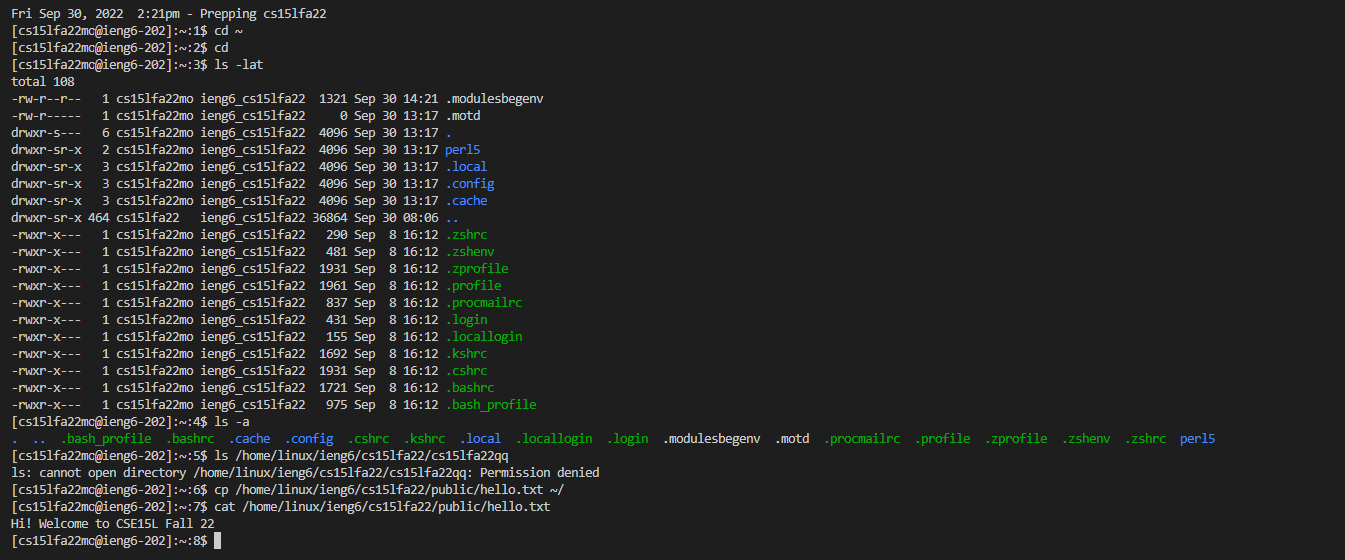 Fri Sep 30, 2022  2:21pm - Prepping cs15lfa22
[cs15lfa22mo@ieng6-202]:~:1$ cd ~
[cs15lfa22mo@ieng6-202]:~:2$ cd
[cs15lfa22mo@ieng6-202]:~:3$ ls -lat
total 108
-rw-r--r--   1 cs15lfa22mo ieng6_cs15lfa22  1321 Sep 30 14:21 .modulesbegenv
-rw-r-----   1 cs15lfa22mo ieng6_cs15lfa22     0 Sep 30 13:17 .motd
drwxr-s---   6 cs15lfa22mo ieng6_cs15lfa22  4096 Sep 30 13:17 .
drwxr-sr-x   2 cs15lfa22mo ieng6_cs15lfa22  4096 Sep 30 13:17 perl5
drwxr-sr-x   3 cs15lfa22mo ieng6_cs15lfa22  4096 Sep 30 13:17 .local
drwxr-sr-x   3 cs15lfa22mo ieng6_cs15lfa22  4096 Sep 30 13:17 .config
drwxr-sr-x   3 cs15lfa22mo ieng6_cs15lfa22  4096 Sep 30 13:17 .cache
drwxr-sr-x 464 cs15lfa22   ieng6_cs15lfa22 36864 Sep 30 08:06 ..
-rwxr-x---   1 cs15lfa22mo ieng6_cs15lfa22   290 Sep  8 16:12 .zshrc
-rwxr-x---   1 cs15lfa22mo ieng6_cs15lfa22   481 Sep  8 16:12 .zshenv
-rwxr-x---   1 cs15lfa22mo ieng6_cs15lfa22  1931 Sep  8 16:12 .zprofile
-rwxr-x---   1 cs15lfa22mo ieng6_cs15lfa22  1961 Sep  8 16:12 .profile
-rwxr-x---   1 cs15lfa22mo ieng6_cs15lfa22   837 Sep  8 16:12 .procmailrc
-rwxr-x---   1 cs15lfa22mo ieng6_cs15lfa22   431 Sep  8 16:12 .login
-rwxr-x---   1 cs15lfa22mo ieng6_cs15lfa22   155 Sep  8 16:12 .locallogin
-rwxr-x---   1 cs15lfa22mo ieng6_cs15lfa22  1692 Sep  8 16:12 .kshrc
-rwxr-x---   1 cs15lfa22mo ieng6_cs15lfa22  1931 Sep  8 16:12 .cshrc
-rwxr-x---   1 cs15lfa22mo ieng6_cs15lfa22  1721 Sep  8 16:12 .bashrc
-rwxr-x---   1 cs15lfa22mo ieng6_cs15lfa22   975 Sep  8 16:12 .bash_profile
[cs15lfa22mo@ieng6-202]:~:4$ ls -a
.  ..  .bash_profile  .bashrc  .cache  .config  .cshrc  .kshrc  .local  .locallogin  .login  .modulesbegenv  .motd  .procmailrc  .profile  .zprofile  .zshenv  .zshrc  perl5
[cs15lfa22mo@ieng6-202]:~:5$ ls /home/linux/ieng6/cs15lfa22/cs15lfa22qq
ls: cannot open directory /home/linux/ieng6/cs15lfa22/cs15lfa22qq: Permission denied
[cs15lfa22mo@ieng6-202]:~:6$ cp /home/linux/ieng6/cs15lfa22/public/hello.txt ~/
[cs15lfa22mo@ieng6-202]:~:7$ cat /home/linux/ieng6/cs15lfa22/public/hello.txt
Hi! Welcome to CSE15L Fall 22
[cs15lfa22mo@ieng6-202]:~:8$